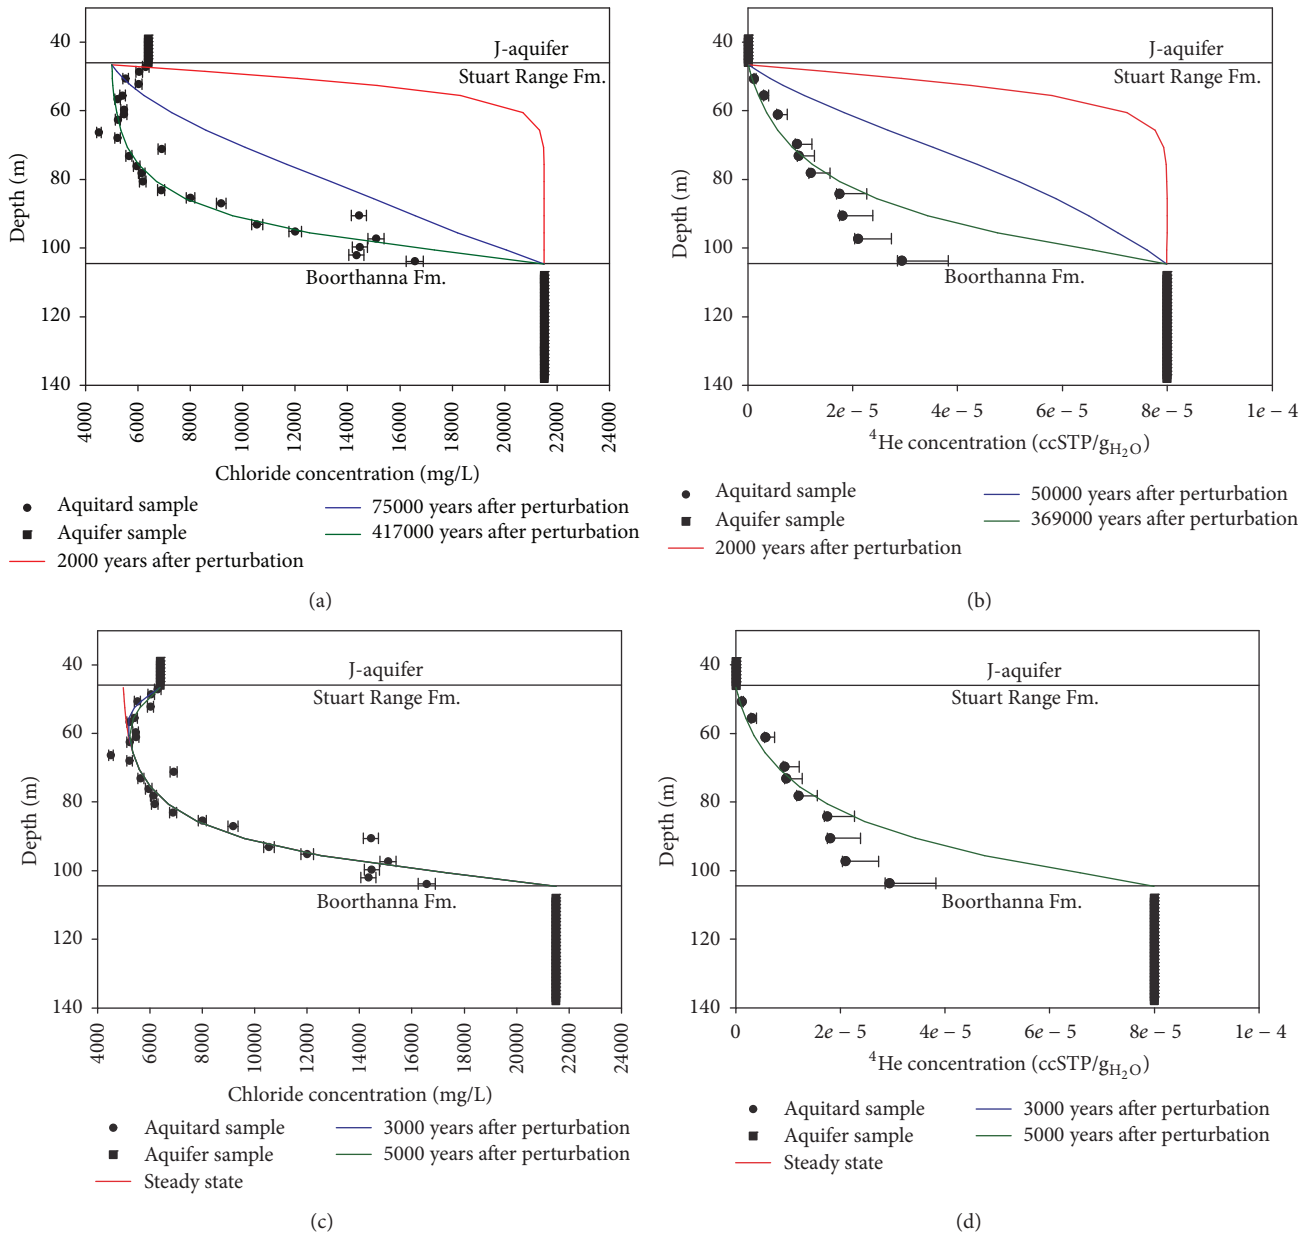 J-aquifer
Stuart Range Fm.
Boorthanna Fm.
40
60
80
100
120
140
Depth (m)
4000
6000
8000
10000
12000
14000
16000
18000
20000
22000
24000
Chloride concentration (mg/L)
Aquitard sample
Aquifer sample
2000 years after perturbation
75000 years after perturbation
417000 years after perturbation
(a)
J-aquifer
Stuart Range Fm.
Boorthanna Fm.
40
60
80
100
120
140
Depth (m)
0
2e − 5
4e − 5
6e − 5
8e − 5
1e − 4
⁴He concentration (ccSTP/g_H₂O)
Aquitard sample
Aquifer sample
2000 years after perturbation
50000 years after perturbation
369000 years after perturbation
(b)
J-aquifer
Stuart Range Fm.
Boorthanna Fm.
40
60
80
100
120
140
Depth (m)
4000
6000
8000
10000
12000
14000
16000
18000
20000
22000
24000
Chloride concentration (mg/L)
Aquitard sample
Aquifer sample
Steady state
3000 years after perturbation
5000 years after perturbation
(c)
J-aquifer
Stuart Range Fm.
Boorthanna Fm.
40
60
80
100
120
140
Depth (m)
0
2e − 5
4e − 5
6e − 5
8e − 5
1e − 4
⁴He concentration (ccSTP/g_H₂O)
Aquitard sample
Aquifer sample
Steady state
3000 years after perturbation
5000 years after perturbation
(d)